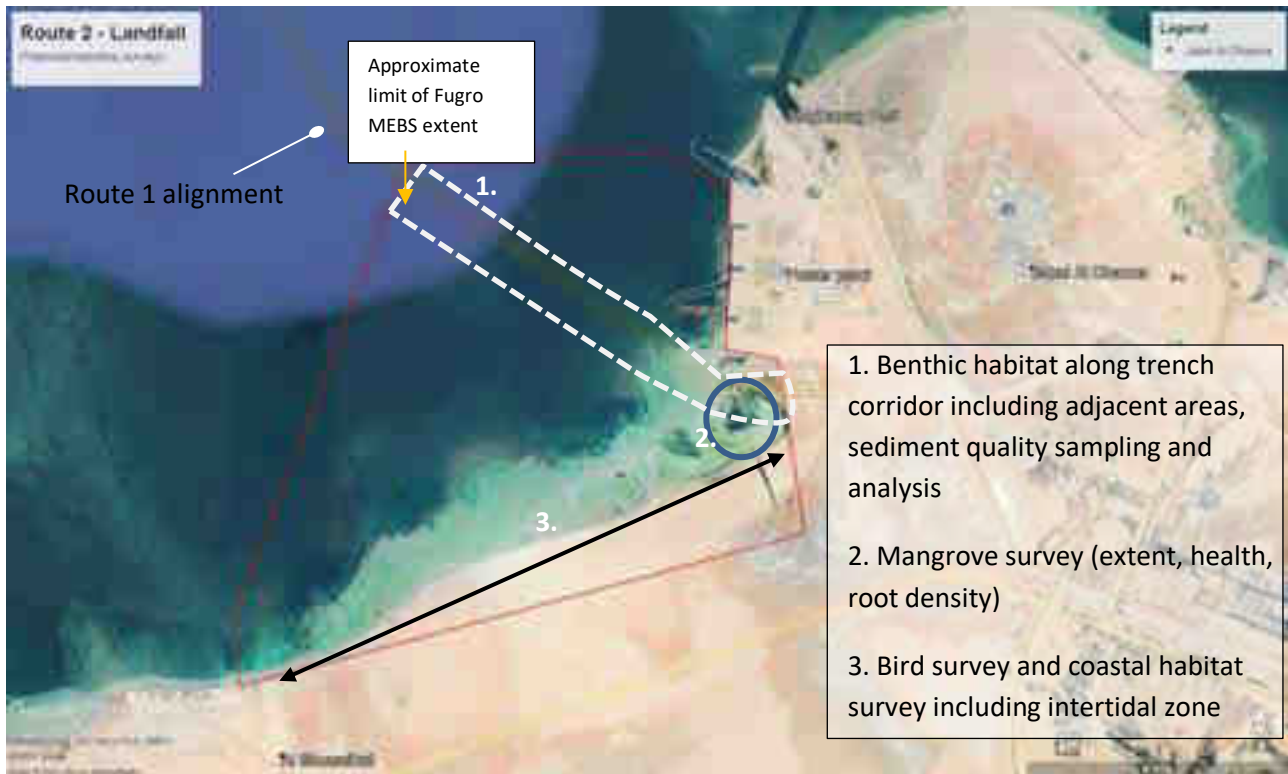 Route 2 - Landfall
Legend
Approximate
limit of Fugro
MEBS extent
Route 1 alignment
1.
2.
3.
1. Benthic habitat along trench
corridor including adjacent areas,
sediment quality sampling and
analysis
2. Mangrove survey (extent, health,
root density)
3. Bird survey and coastal habitat
survey including intertidal zone